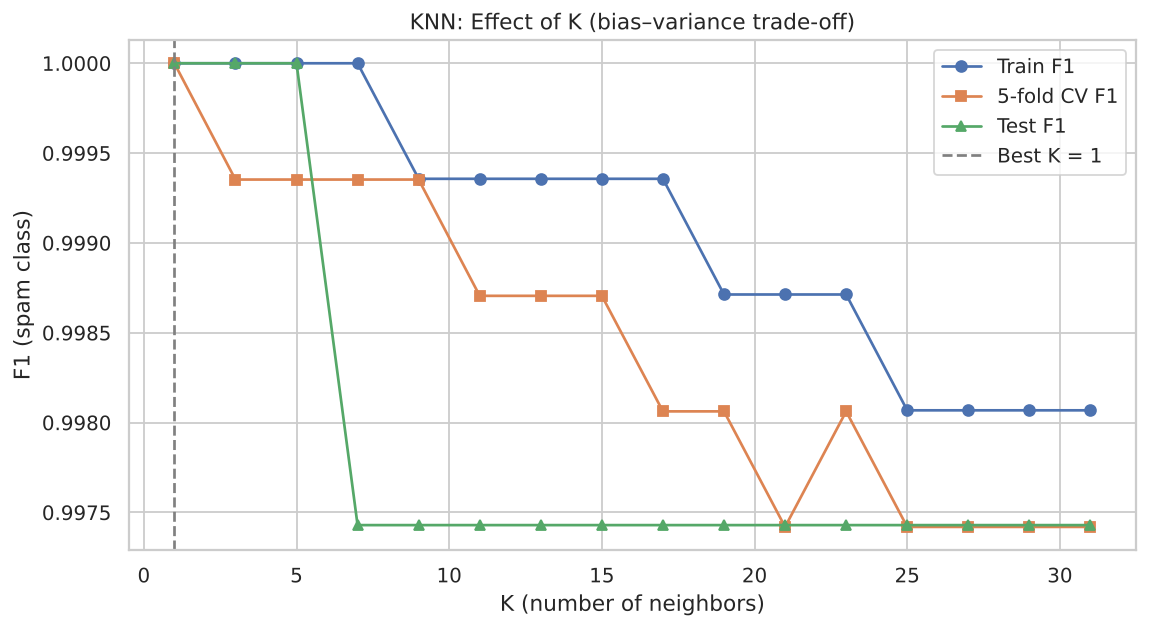 KNN: Effect of K (bias–variance trade-off)
Train F1
5-fold CV F1
Test F1
Best K = 1
F1 (spam class)
1.0000
0.9995
0.9990
0.9985
0.9980
0.9975
0 5 10 15 20 25 30
K (number of neighbors)